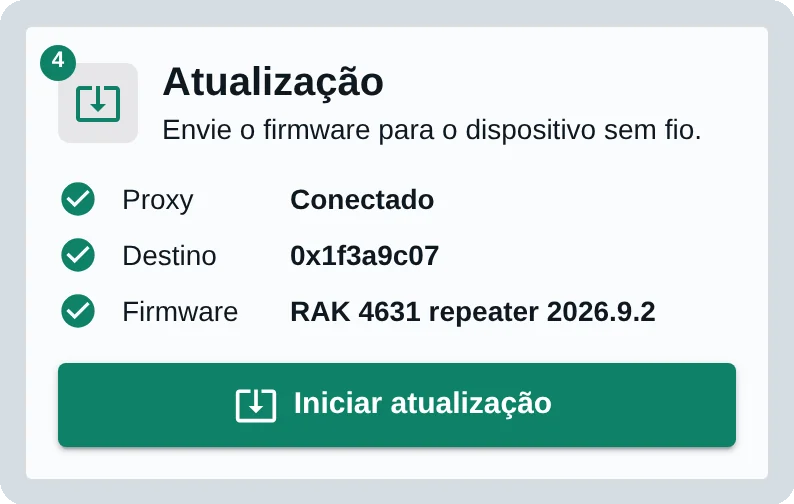 4
Atualização
Envie o firmware para o dispositivo sem fio.
Proxy Conectado
Destino 0x1f3a9c07
Firmware RAK 4631 repeater 2026.9.2
Iniciar atualização